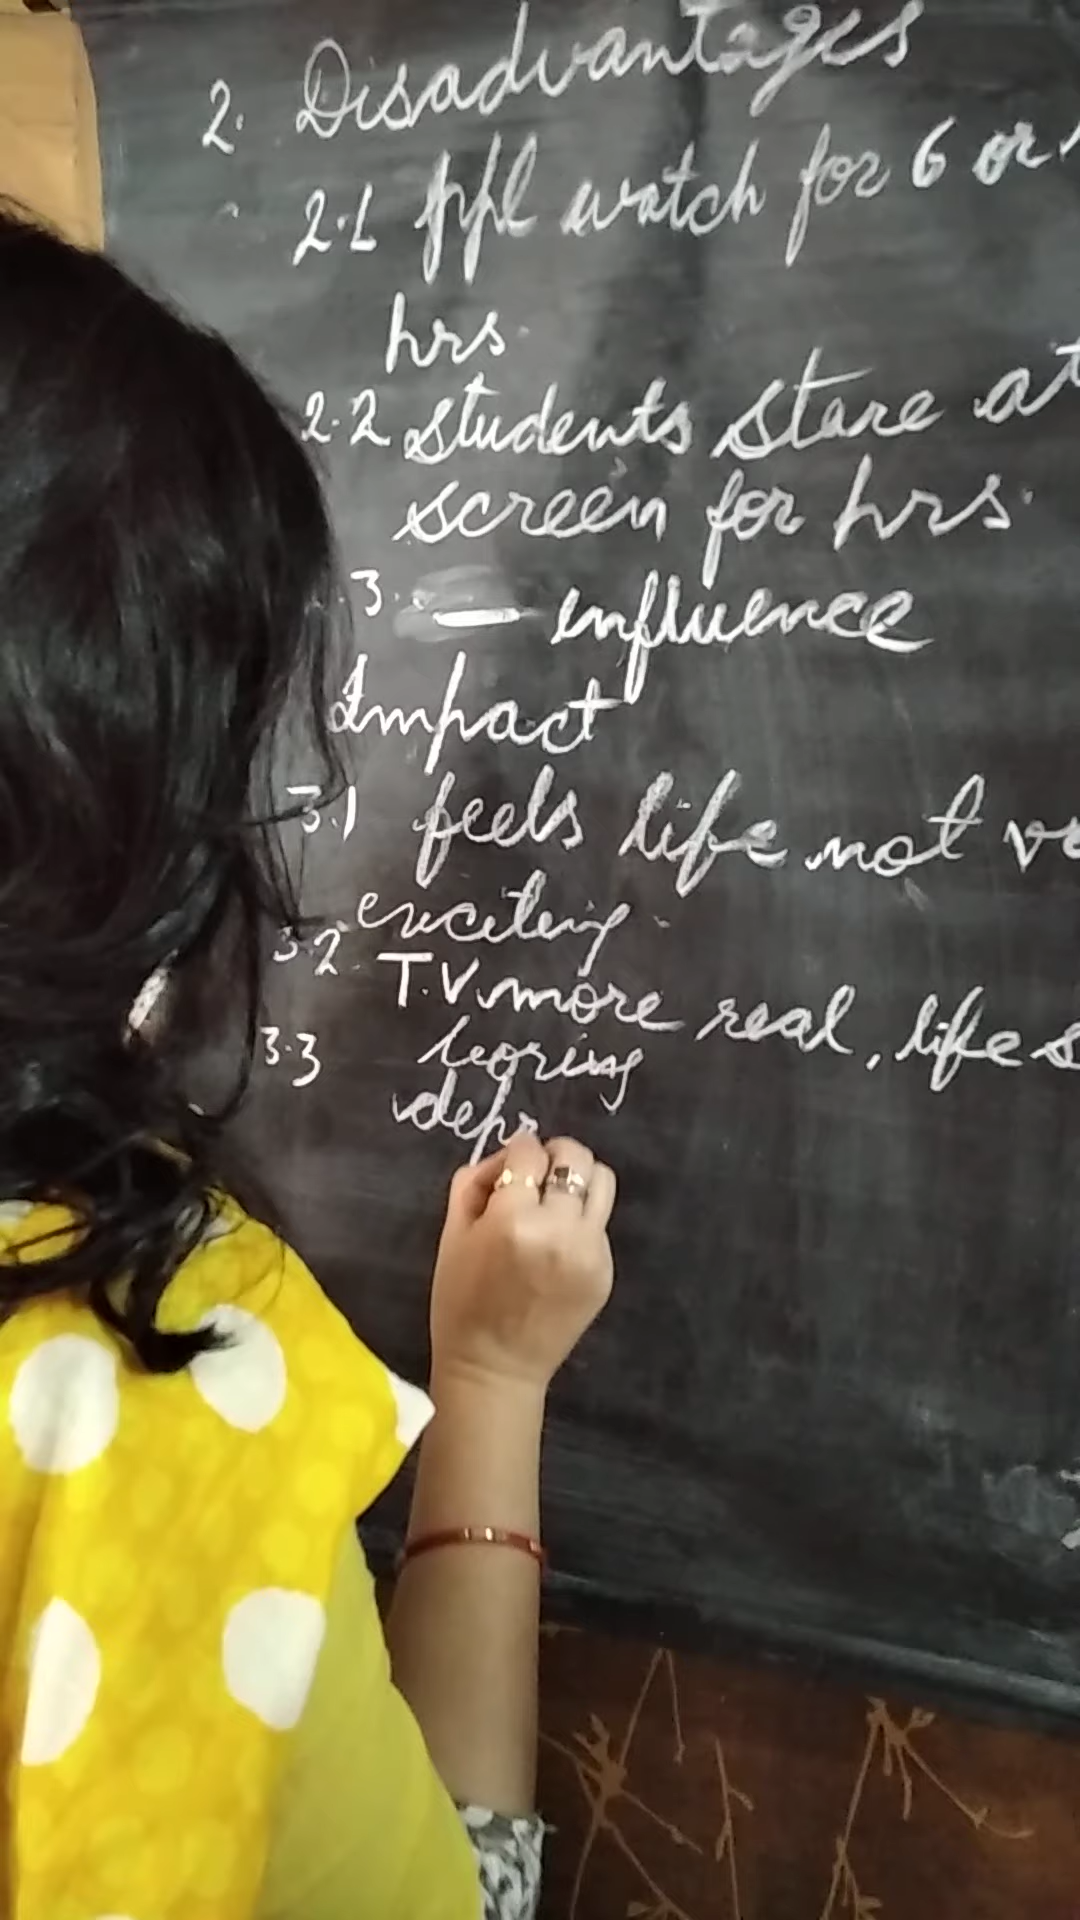 2. Disadvantages
2.1 ppl watch for 6 or
hrs.
2.2 students stare at
screen for hrs.
3. — influence
Impact
3.1 feels life not ve
exciting
3.2 T.V. more real, life s
3.3 boring
depr